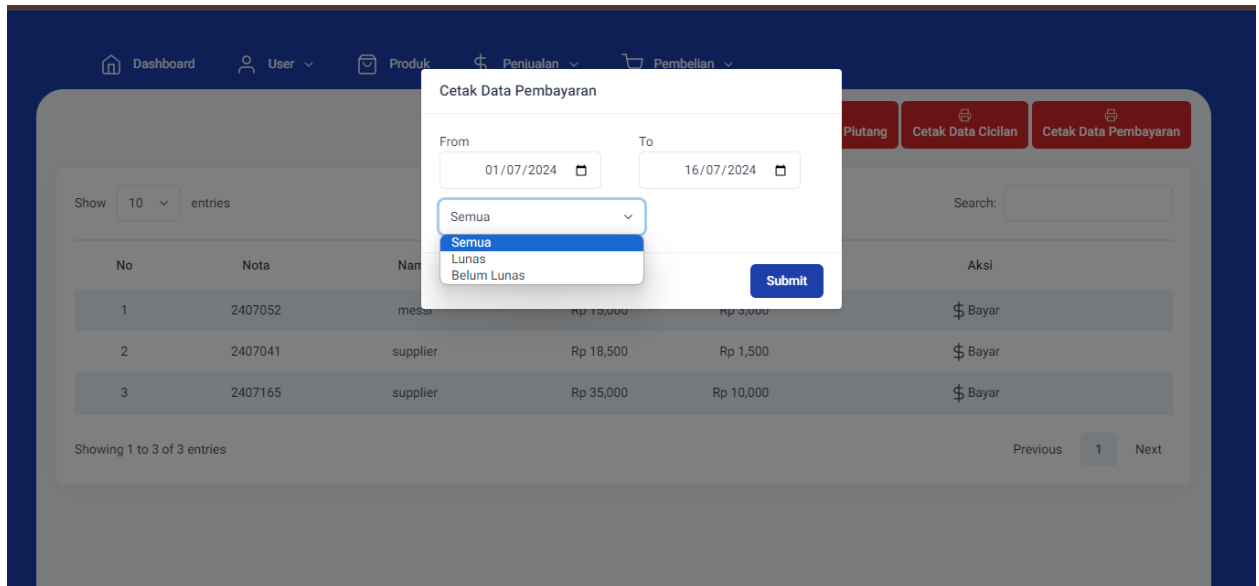 Dashboard User Produk Penjualan Pembelian
Cetak Data Pembayaran
Piutang Cetak Data Cicilan Cetak Data Pembayaran
From To
01/07/2024 16/07/2024
Show 10 entries Search:
Semua
Semua
Lunas
Belum Lunas
Submit
No Nota Aksi
1 2407052 messi Rp 15,000 Rp 3,000 Bayar
2 2407041 supplier Rp 18,500 Rp 1,500 $ Bayar
3 2407165 supplier Rp 35,000 Rp 10,000 $ Bayar
Showing 1 to 3 of 3 entries Previous 1 Next